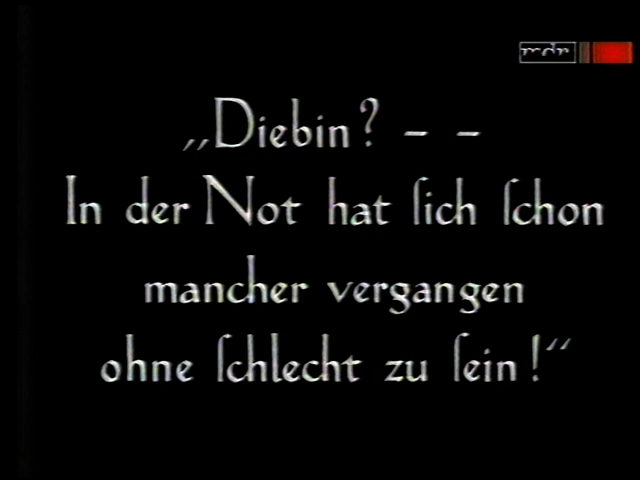 mdr
„Diebin? – –
In der Not hat ſich ſchon
mancher vergangen
ohne ſchlecht zu ſein!“